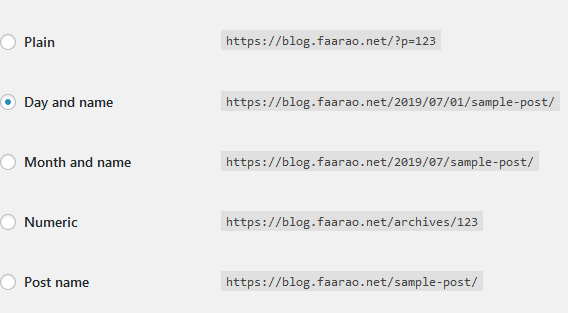 Plain https://blog.faarao.net/?p=123
Day and name https://blog.faarao.net/2019/07/01/sample-post/
Month and name https://blog.faarao.net/2019/07/sample-post/
Numeric https://blog.faarao.net/archives/123
Post name https://blog.faarao.net/sample-post/